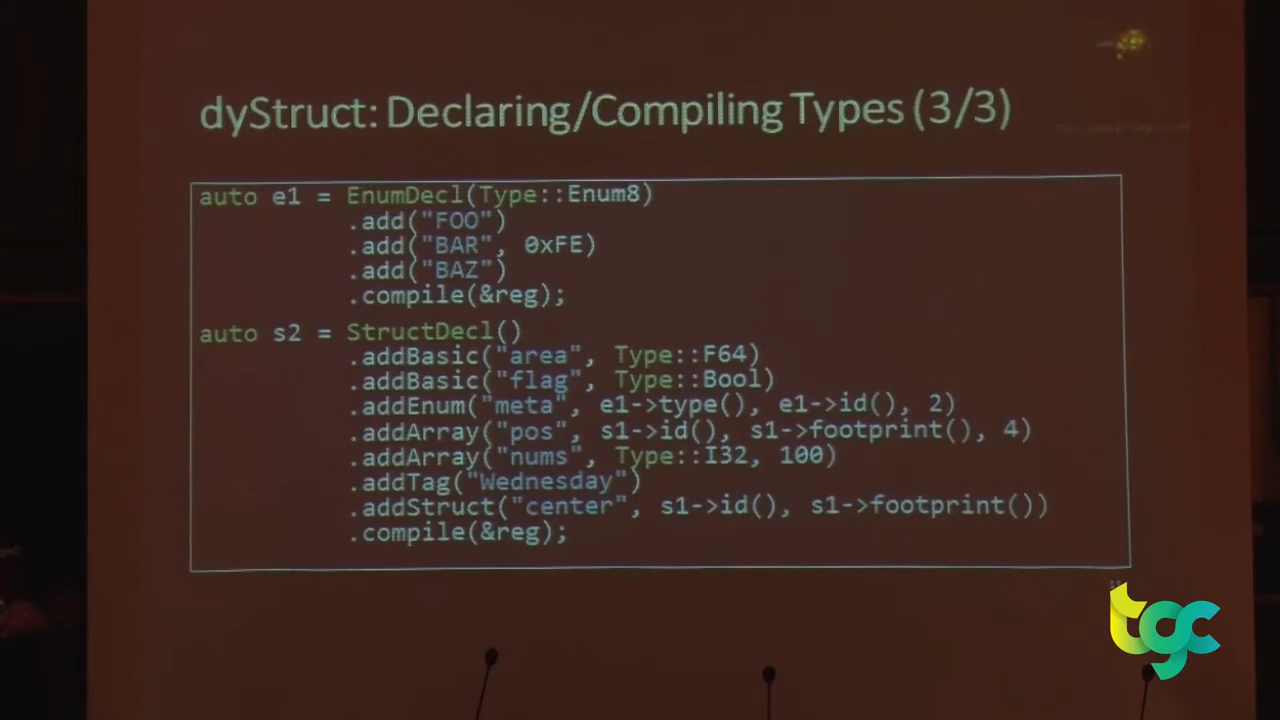 dyStruct: Declaring/Compiling Types (3/3)
auto e1 = EnumDecl(Type::Enum8)
.add("FOO")
.add("BAR", 0xFE)
.add("BAZ")
.compile(&reg);
auto s2 = StructDecl()
.addBasic("area", Type::F64)
.addBasic("flag", Type::Bool)
.addEnum("meta", e1->type(), e1->id(), 2)
.addArray("pos", s1->id(), s1->footprint(), 4)
.addArray("nums", Type::I32, 100)
.addTag("Wednesday")
.addStruct("center", s1->id(), s1->footprint())
.compile(&reg);
tgc